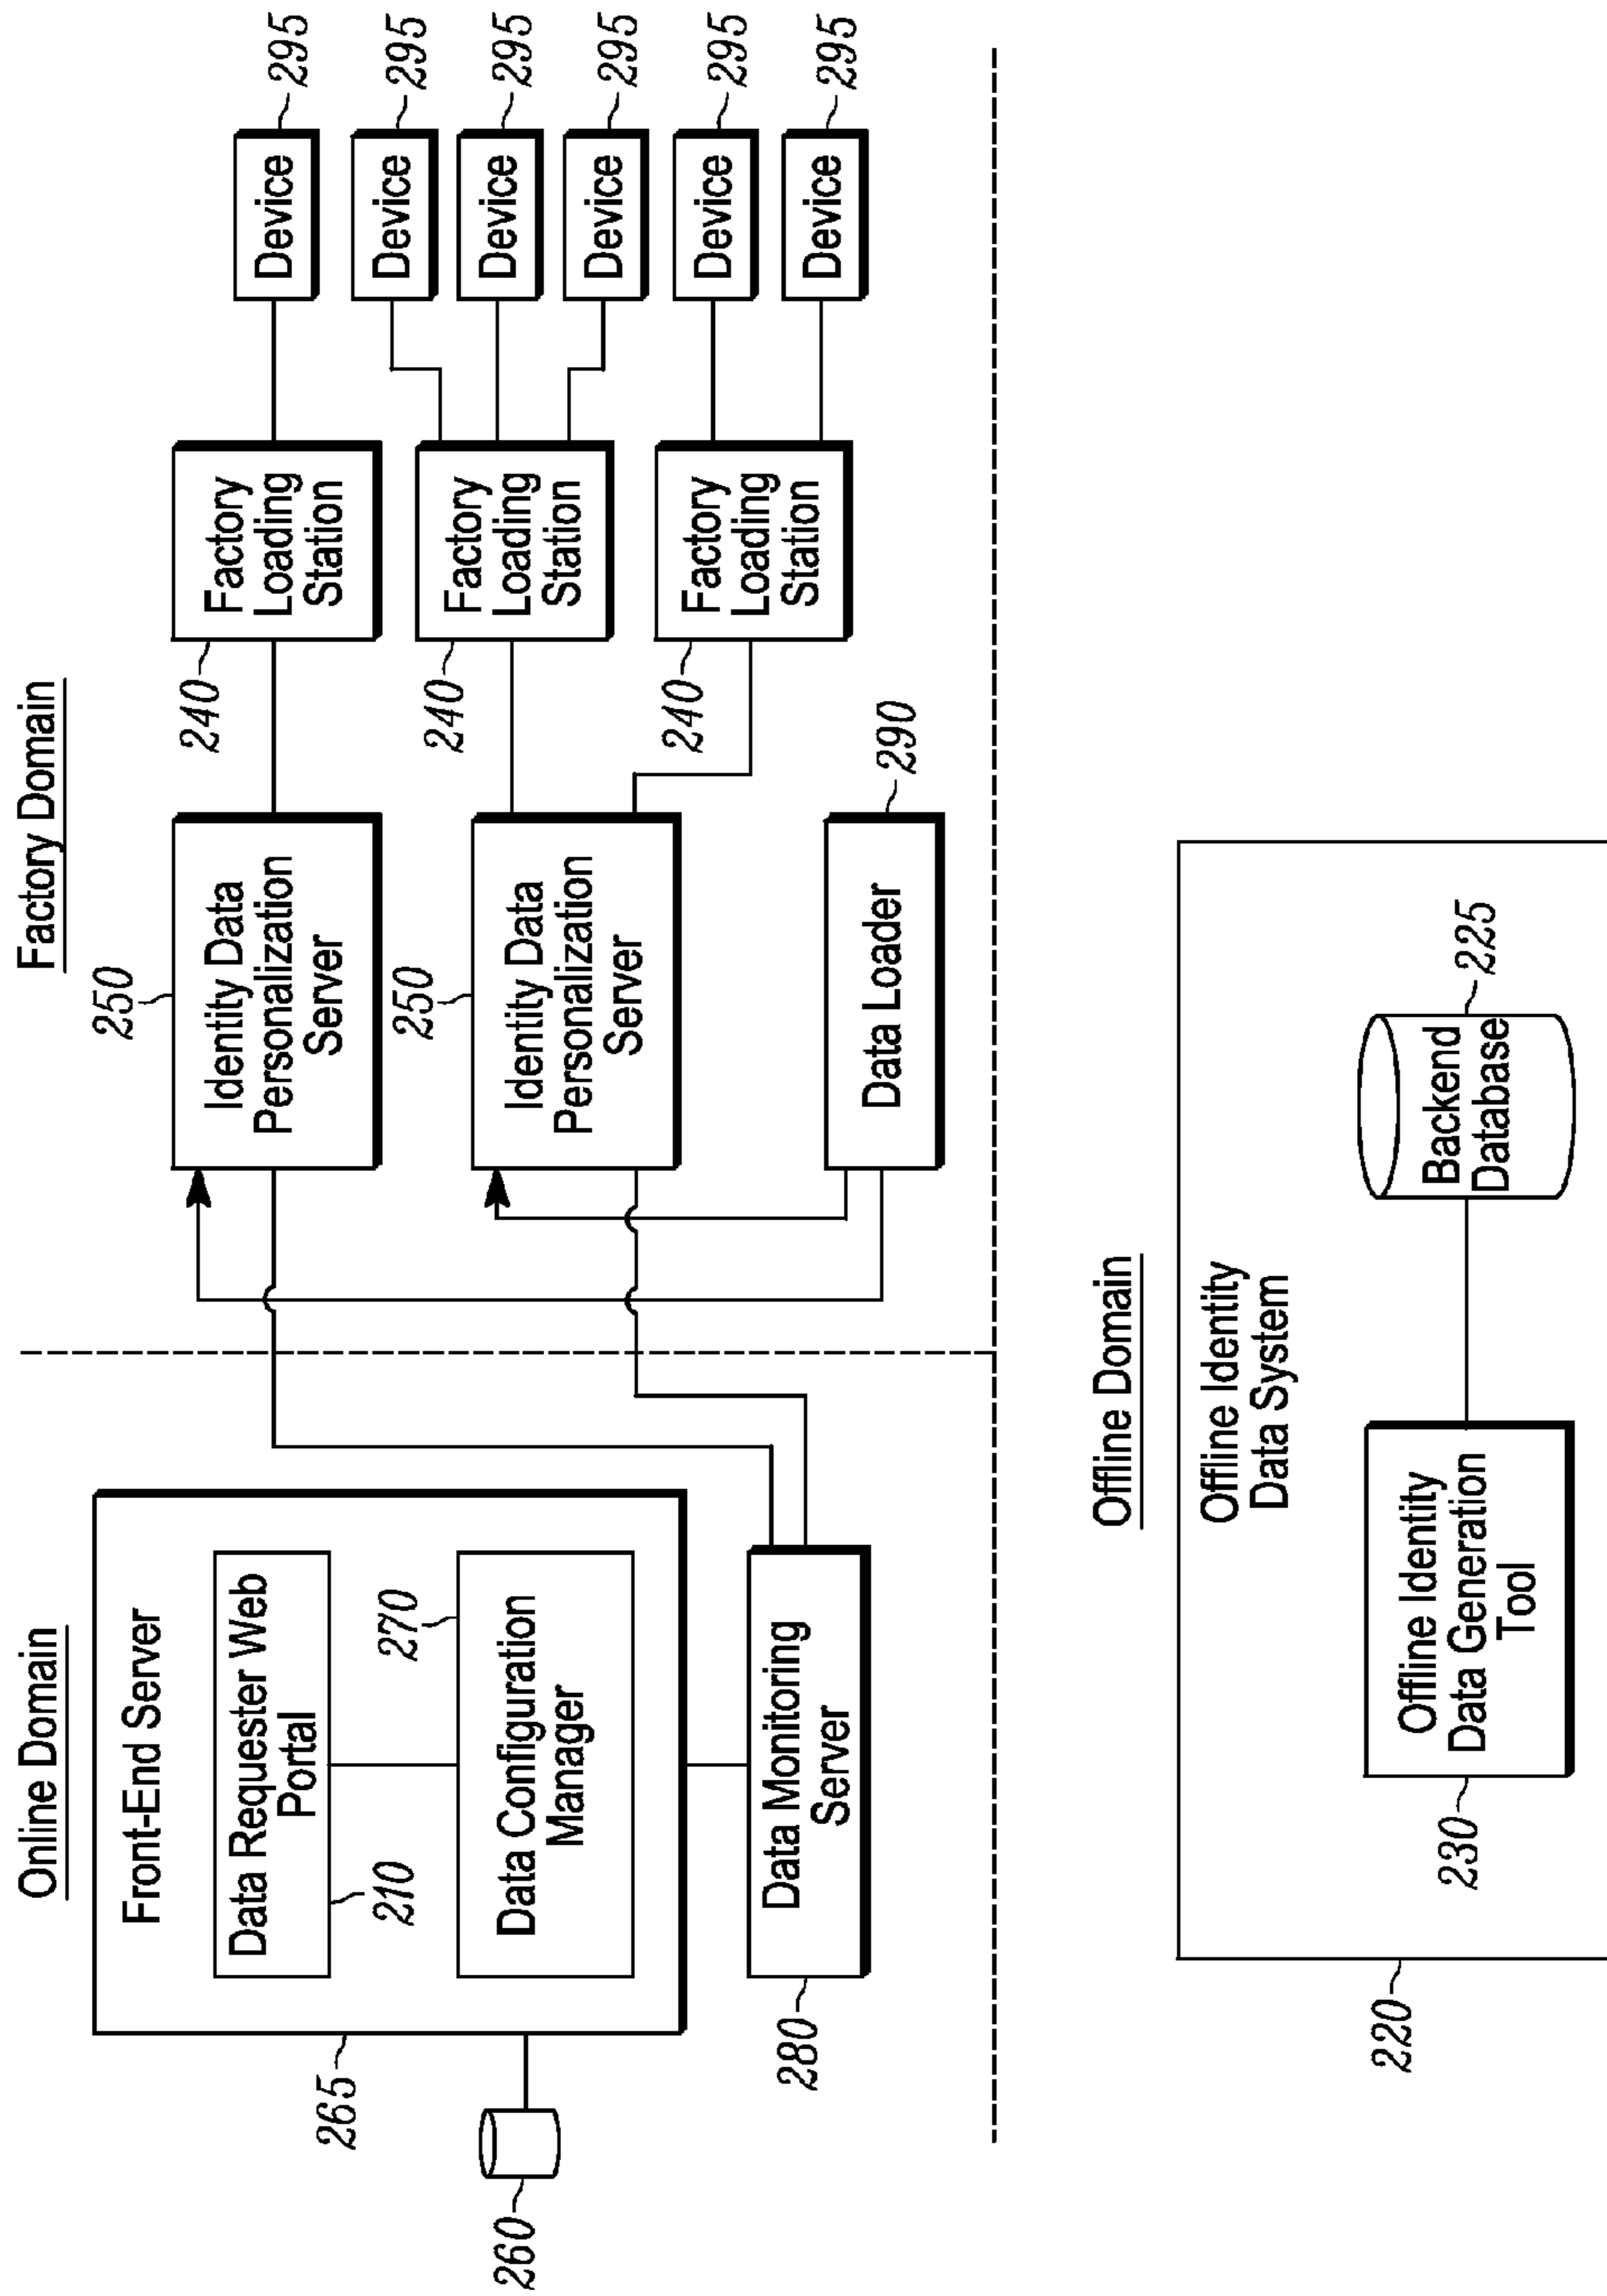 Online Domain
Factory Domain
Front-End Server
265
Data Requester Web
Portal
210
270
Data Configuration
Manager
260
Data Monitoring
Server
280
250
Identity Data
Personalization
Server
250
Identity Data
Personalization
Server
Data Loader
290
240
Factory
Loading
Station
240
Factory
Loading
Station
240
Factory
Loading
Station
Device
295
Device
295
Device
295
Device
295
Device
295
Device
295
Offline Domain
Offline Identity
Data System
220
Offline Identity
Data Generation
Tool
230
Backend
Database
225